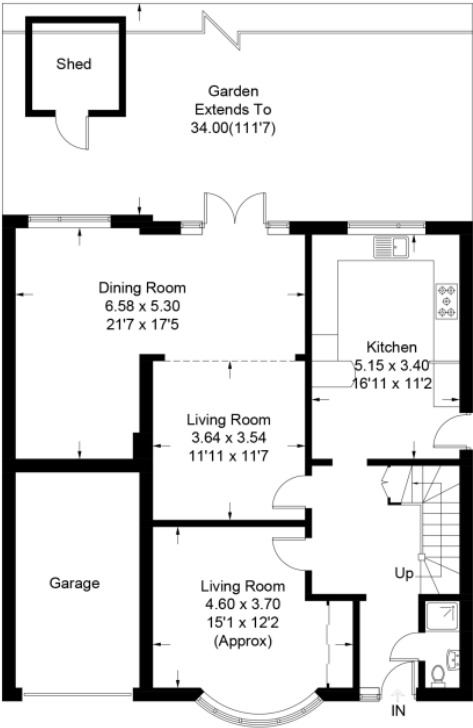 Shed
Garden
Extends To
34.00(111'7)
Dining Room
6.58 x 5.30
21'7 x 17'5
Kitchen
5.15 x 3.40
16'11 x 11'2
Living Room
3.64 x 3.54
11'11 x 11'7
Garage
Living Room
4.60 x 3.70
15'1 x 12'2
(Approx)
Up
IN